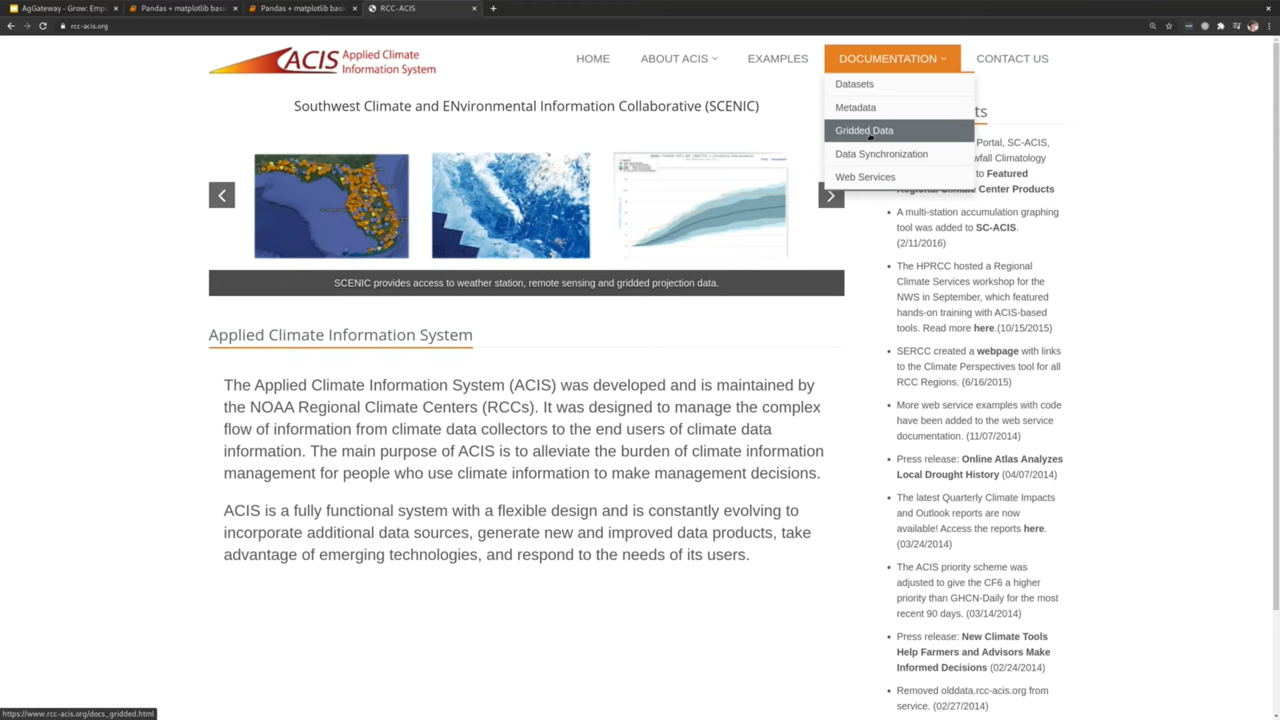 AgGateway - Grow: Empo
Pandas + matplotlib basic
Pandas + matplotlib basic
RCC-ACIS
rcc-acis.org
ACIS Applied Climate
Information System
HOME
ABOUT ACIS
EXAMPLES
DOCUMENTATION
CONTACT US
Datasets
Metadata
Gridded Data
Data Synchronization
Web Services
Southwest Climate and ENvironmental Information Collaborative (SCENIC)
SCENIC provides access to weather station, remote sensing and gridded projection data.
Applied Climate Information System
The Applied Climate Information System (ACIS) was developed and is maintained by
the NOAA Regional Climate Centers (RCCs). It was designed to manage the complex
flow of information from climate data collectors to the end users of climate data
information. The main purpose of ACIS is to alleviate the burden of climate information
management for people who use climate information to make management decisions.
ACIS is a fully functional system with a flexible design and is constantly evolving to
incorporate additional data sources, generate new and improved data products, take
advantage of emerging technologies, and respond to the needs of its users.
ts
Portal, SC-ACIS,
wfall Climatology
to Featured
Regional Climate Center Products
A multi-station accumulation graphing
tool was added to SC-ACIS.
(2/11/2016)
The HPRCC hosted a Regional
Climate Services workshop for the
NWS in September, which featured
hands-on training with ACIS-based
tools. Read more here.(10/15/2015)
SERCC created a webpage with links
to the Climate Perspectives tool for all
RCC Regions. (6/16/2015)
More web service examples with code
have been added to the web service
documentation. (11/07/2014)
Press release: Online Atlas Analyzes
Local Drought History (04/07/2014)
The latest Quarterly Climate Impacts
and Outlook reports are now
available! Access the reports here.
(03/24/2014)
The ACIS priority scheme was
adjusted to give the CF6 a higher
priority than GHCN-Daily for the most
recent 90 days. (03/14/2014)
Press release: New Climate Tools
Help Farmers and Advisors Make
Informed Decisions (02/24/2014)
Removed olddata.rcc-acis.org from
service. (02/27/2014)
https://www.rcc-acis.org/docs_gridded.html